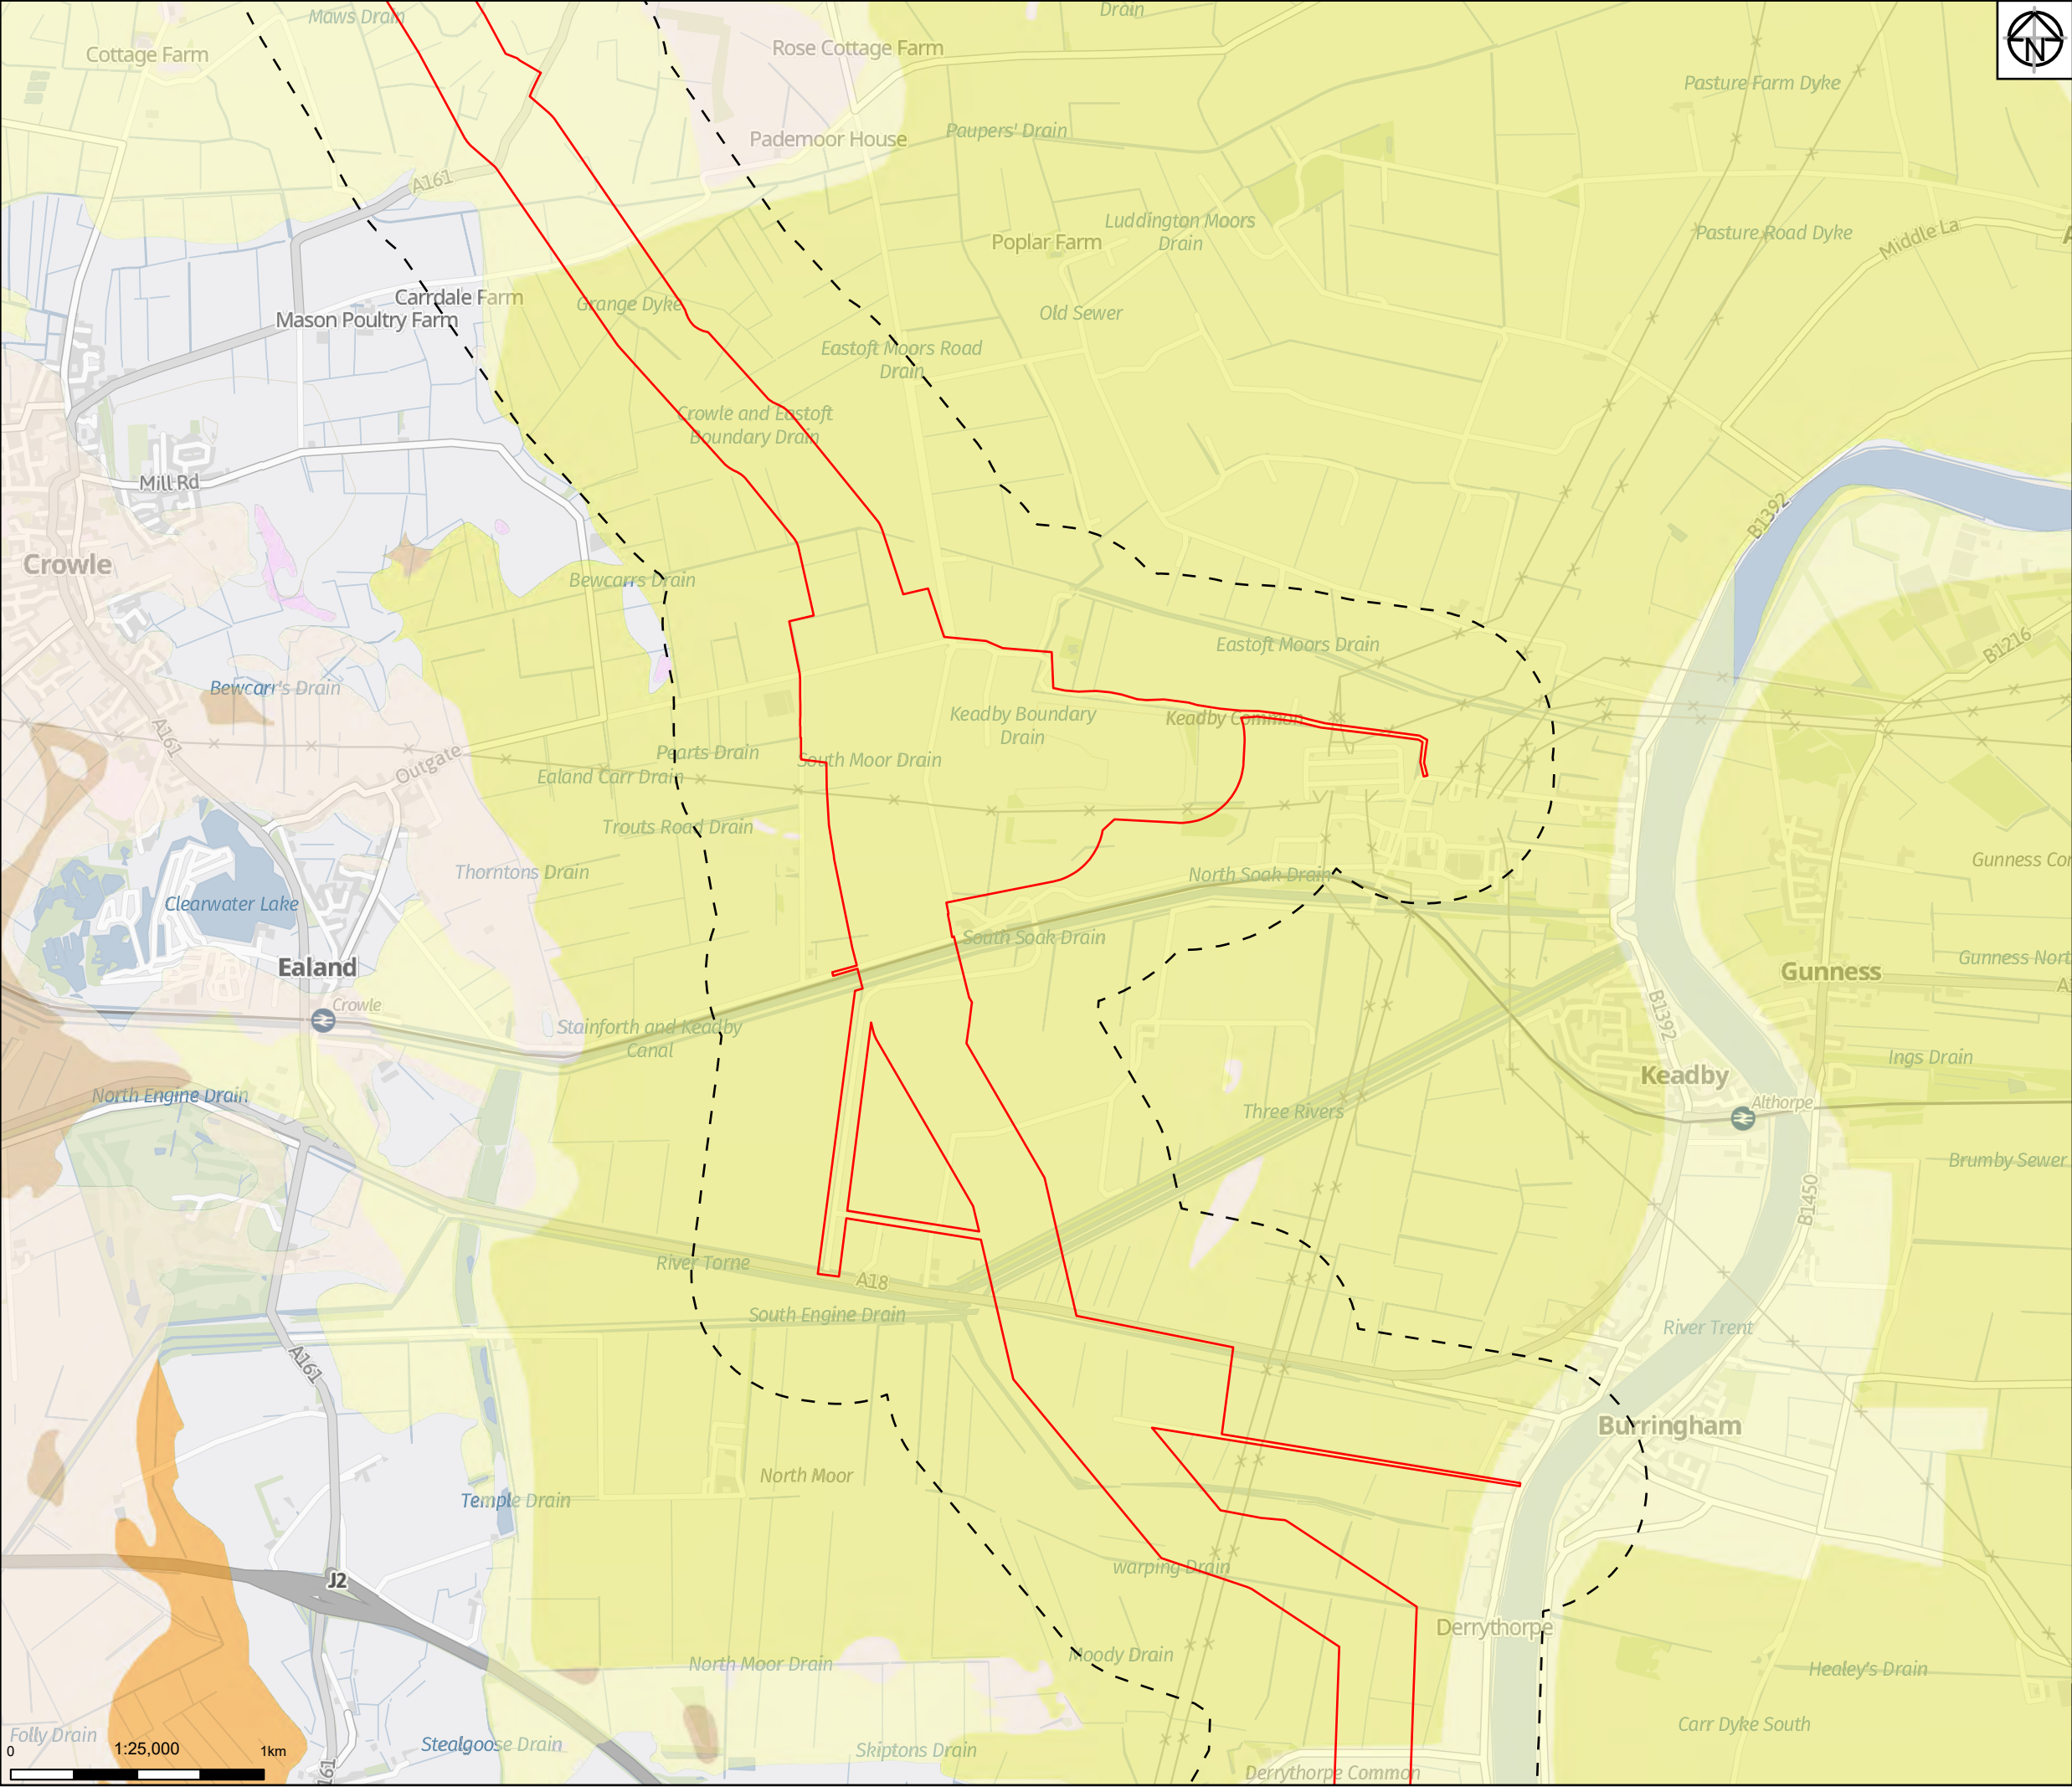 Maws Drain
Drain
N
Cottage Farm
Rose Cottage Farm
Pasture Farm Dyke
Pademoor House
Paupers' Drain
A161
Luddington Moors
Drain
Pasture Road Dyke
Middle La
Poplar Farm
Carrdale Farm
Grange Dyke
Mason Poultry Farm
Old Sewer
Eastoft Moors Road
Drain
Crowle and Eastoft
Boundary Drain
Mill Rd
B1392
Crowle
Bewcarrs Drain
Eastoft Moors Drain
B1216
Bewcarr's Drain
Keadby Boundary
Drain
Keadby Common
A161
Outgate
Pearts Drain
South Moor Drain
Ealand Carr Drain
Trouts Road Drain
Thorntons Drain
North Soak Drain
Gunness Cor
Clearwater Lake
South Soak Drain
Ealand
Gunness
Gunness Nort
Crowle
Stainforth and Keadby
Canal
B1392
Ings Drain
Keadby
North Engine Drain
Three Rivers
Althorpe
Brumby Sewer
B1450
River Torne
A18
South Engine Drain
River Trent
A161
Burringham
North Moor
Temple Drain
J2
warping Drain
Derrythorpe
Moody Drain
North Moor Drain
Healey's Drain
Folly Drain
Carr Dyke South
Stealgoose Drain
Skiptons Drain
0 1:25,000 1km
161
Derrythorpe Common